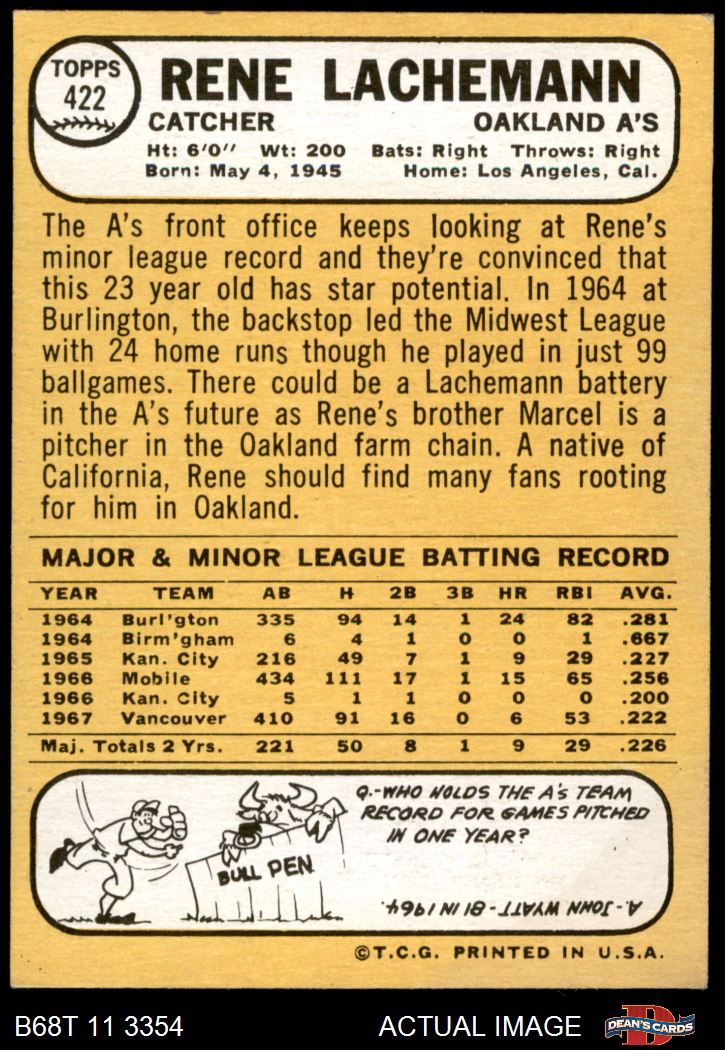 TOPPS
422
RENE LACHEMANN
CATCHER OAKLAND A'S
Ht: 6'0" Wt: 200 Bats: Right Throws: Right
Born: May 4, 1945 Home: Los Angeles, Cal.
The A's front office keeps looking at Rene's
minor league record and they're convinced that
this 23 year old has star potential. In 1964 at
Burlington, the backstop led the Midwest League
with 24 home runs though he played in just 99
ballgames. There could be a Lachemann battery
in the A's future as Rene's brother Marcel is a
pitcher in the Oakland farm chain. A native of
California, Rene should find many fans rooting
for him in Oakland.
MAJOR & MINOR LEAGUE BATTING RECORD
YEAR TEAM AB H 2B 3B HR RBI AVG.
1964 Burl'gton 335 94 14 1 24 82 .281
1964 Birm'gham 6 4 1 0 0 1 .667
1965 Kan. City 216 49 7 1 9 29 .227
1966 Mobile 434 111 17 1 15 65 .256
1966 Kan. City 5 1 1 0 0 0 .200
1967 Vancouver 410 91 16 0 6 53 .222
Maj. Totals 2 Yrs. 221 50 8 1 9 29 .226
Q.-WHO HOLDS THE A's TEAM
RECORD FOR GAMES PITCHED
IN ONE YEAR?
BULL PEN
A.-JOHN WYATT-81 IN 1964.
©T.C.G. PRINTED IN U.S.A.
B68T 11 3354 ACTUAL IMAGE
D
DEAN'S CARDS